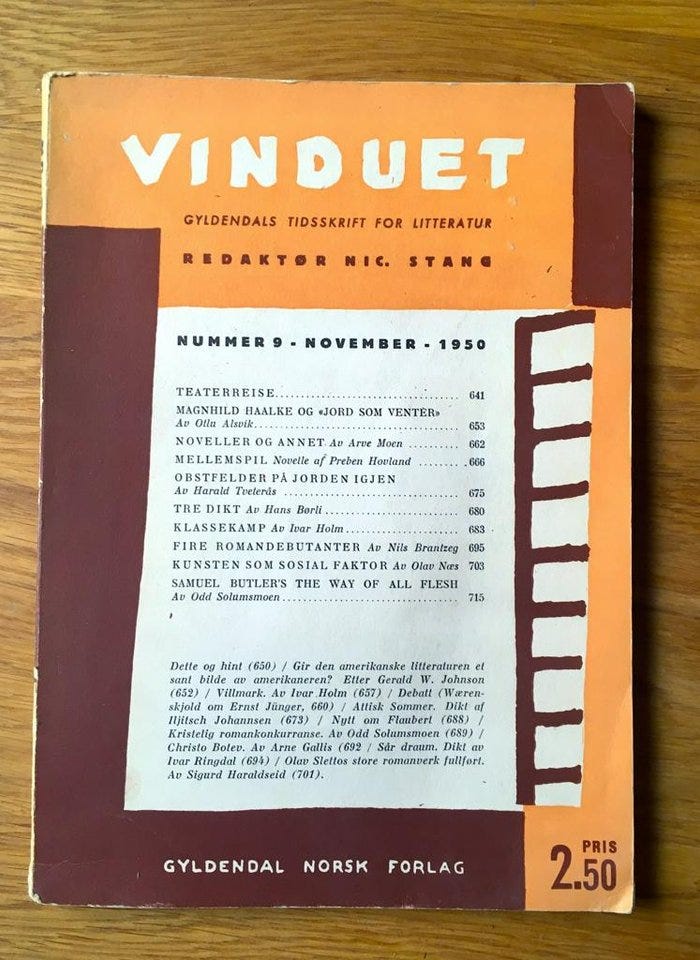 VINDUET
GYLDENDALS TIDSSKRIFT FOR LITTERATUR
REDAKTØR NIC. STANG
NUMMER 9 - NOVEMBER - 1950
TEATERREISE 641
MAGNHILD HAALKE OG «JORD SOM VENTER»
Av Otlu Alsvik 653
NOVELLER OG ANNET Av Arve Moen 662
MELLEMSPIL Novelle af Preben Hovland 666
OBSTFELDER PÅ JORDEN IGJEN
Av Harald Tveterås 675
TRE DIKT Av Hans Børli 680
KLASSEKAMP Av Ivar Holm 683
FIRE ROMANDEBUTANTER Av Nils Brantzeg 695
KUNSTEN SOM SOSIAL FAKTOR Av Olav Næs 703
SAMUEL BUTLER'S THE WAY OF ALL FLESH
Av Odd Solumsmoen 715
Dette og hint (650) / Gir den amerikanske litteraturen et
sant bilde av amerikaneren? Etter Gerald W. Johnson
(652) / Villmark. Av Ivar Holm (657) / Debatt (Wæren-
skjold om Ernst Jünger, 660) / Attisk Sommer. Dikt af
Iljitsch Johannsen (673) / Nytt om Flaubert (688) /
Kristelig romankonkurranse. Av Odd Solumsmoen (689) /
Christo Botev. Av Arne Gallis (692 / Sår draum. Dikt av
Ivar Ringdal (694) / Olav Slettos store romanverk fullført.
Av Sigurd Haraldseid (701).
GYLDENDAL NORSK FORLAG
PRIS
2.50